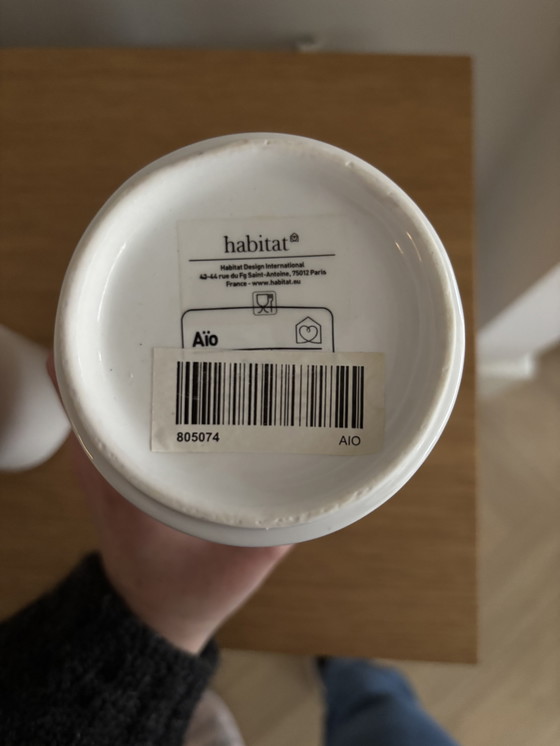 habitat
Habitat Design International
42-44 rue du Fg Saint-Antoine, 75012 Paris
France - www.habitat.eu
Aïo
805074 AIO